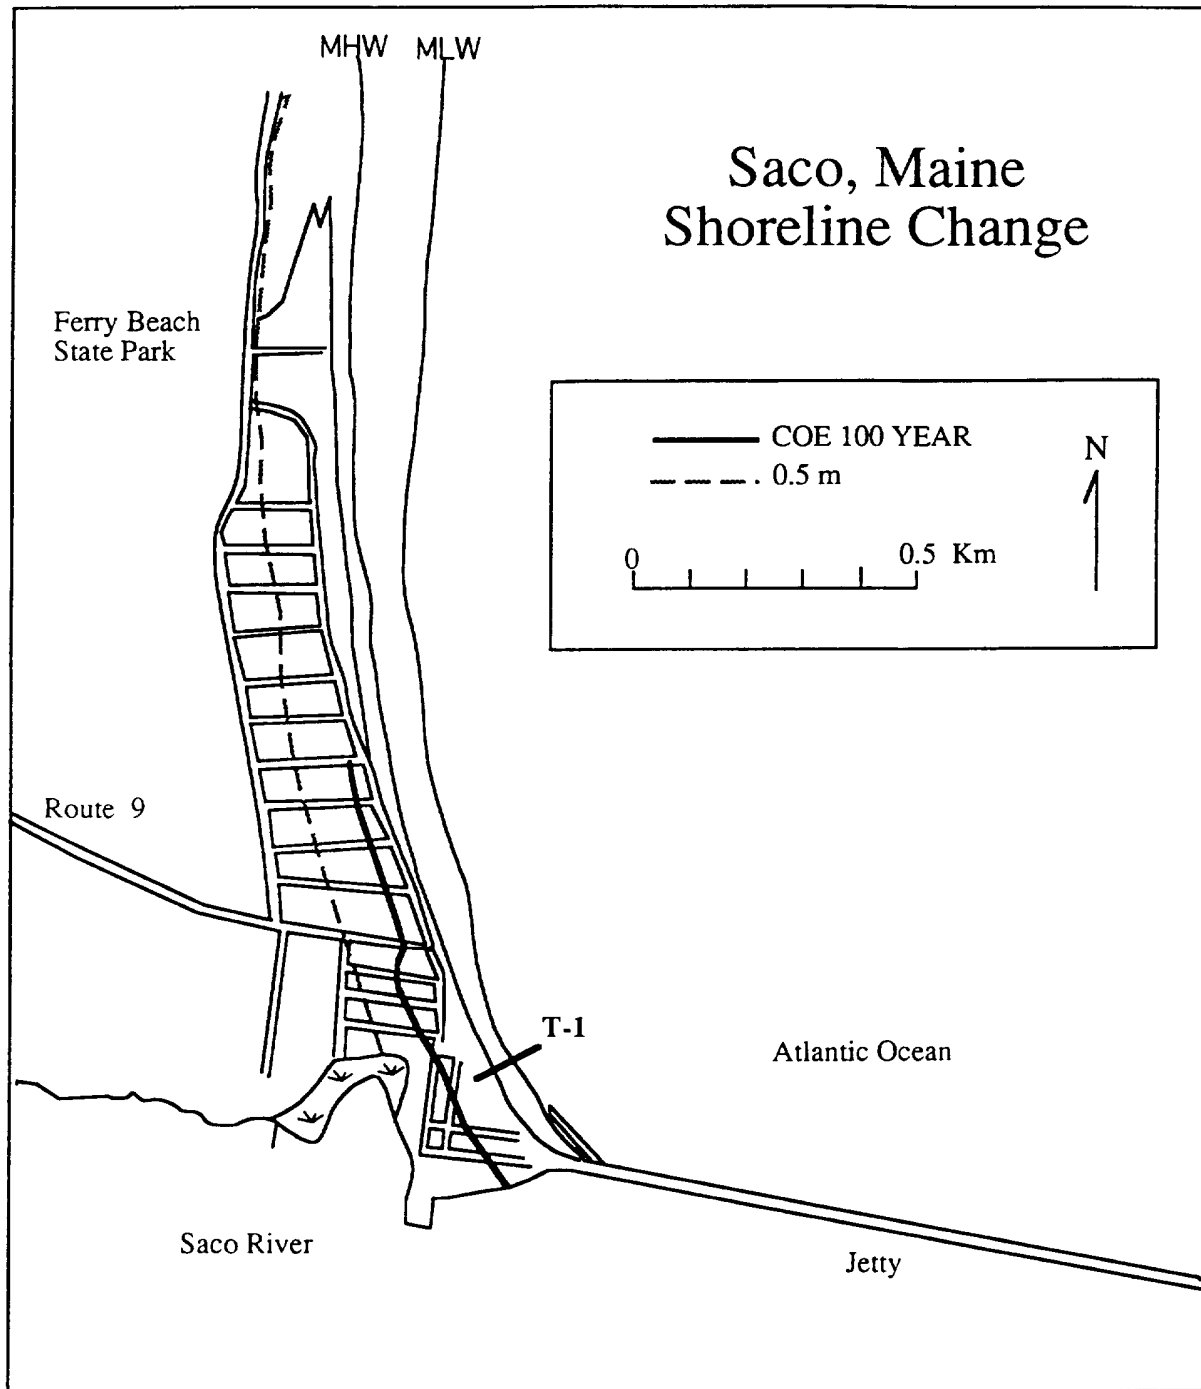 MHW MLW
Saco, Maine
Shoreline Change
Ferry Beach
State Park
COE 100 YEAR
0.5 m
N
0 0.5 Km
Route 9
T-1
Atlantic Ocean
Saco River
Jetty